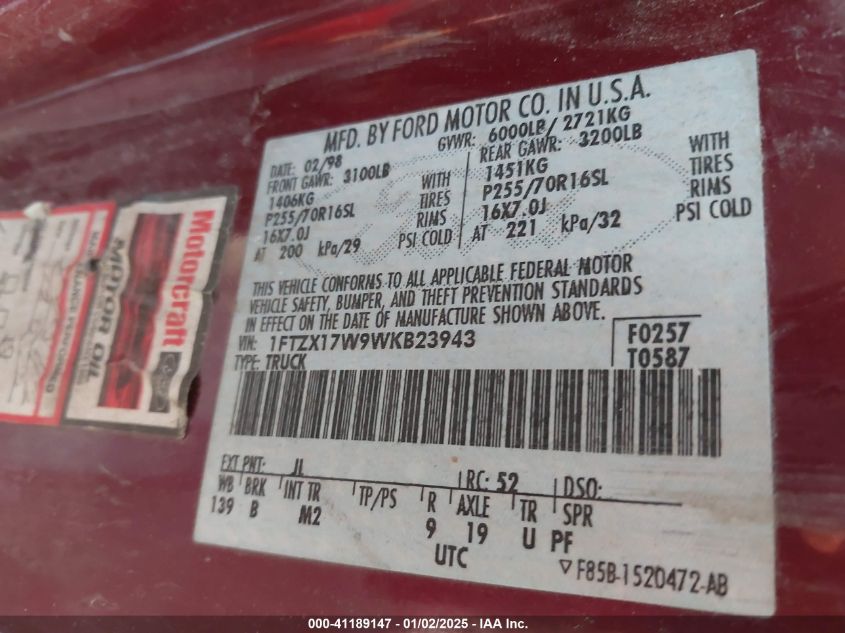 MFD. BY FORD MOTOR CO. IN U.S.A.
DATE: 02/98 GVWR: 6000LB/ 2721KG
FRONT GAWR: 3100LB REAR GAWR: 3200LB
1406KG WITH 1451KG WITH
P255/70R16SL TIRES P255/70R16SL TIRES
16X7.0J RIMS 16X7.0J RIMS
AT 200 kPa/29 PSI COLD AT 221 kPa/32 PSI COLD
THIS VEHICLE CONFORMS TO ALL APPLICABLE FEDERAL MOTOR
VEHICLE SAFETY, BUMPER, AND THEFT PREVENTION STANDARDS
IN EFFECT ON THE DATE OF MANUFACTURE SHOWN ABOVE.
VIN: 1FTZX17W9WKB23943 F0257
TYPE: TRUCK T0587
EXT PNT: JL RC: 52 DSO:
WB BRK INT TR TP/PS R AXLE TR SPR
139 B M2 9 19 U PF
UTC
▽F85B-1520472-AB
Motorcraft
MOTOR OIL
000-41189147 - 01/02/2025 - IAA Inc.